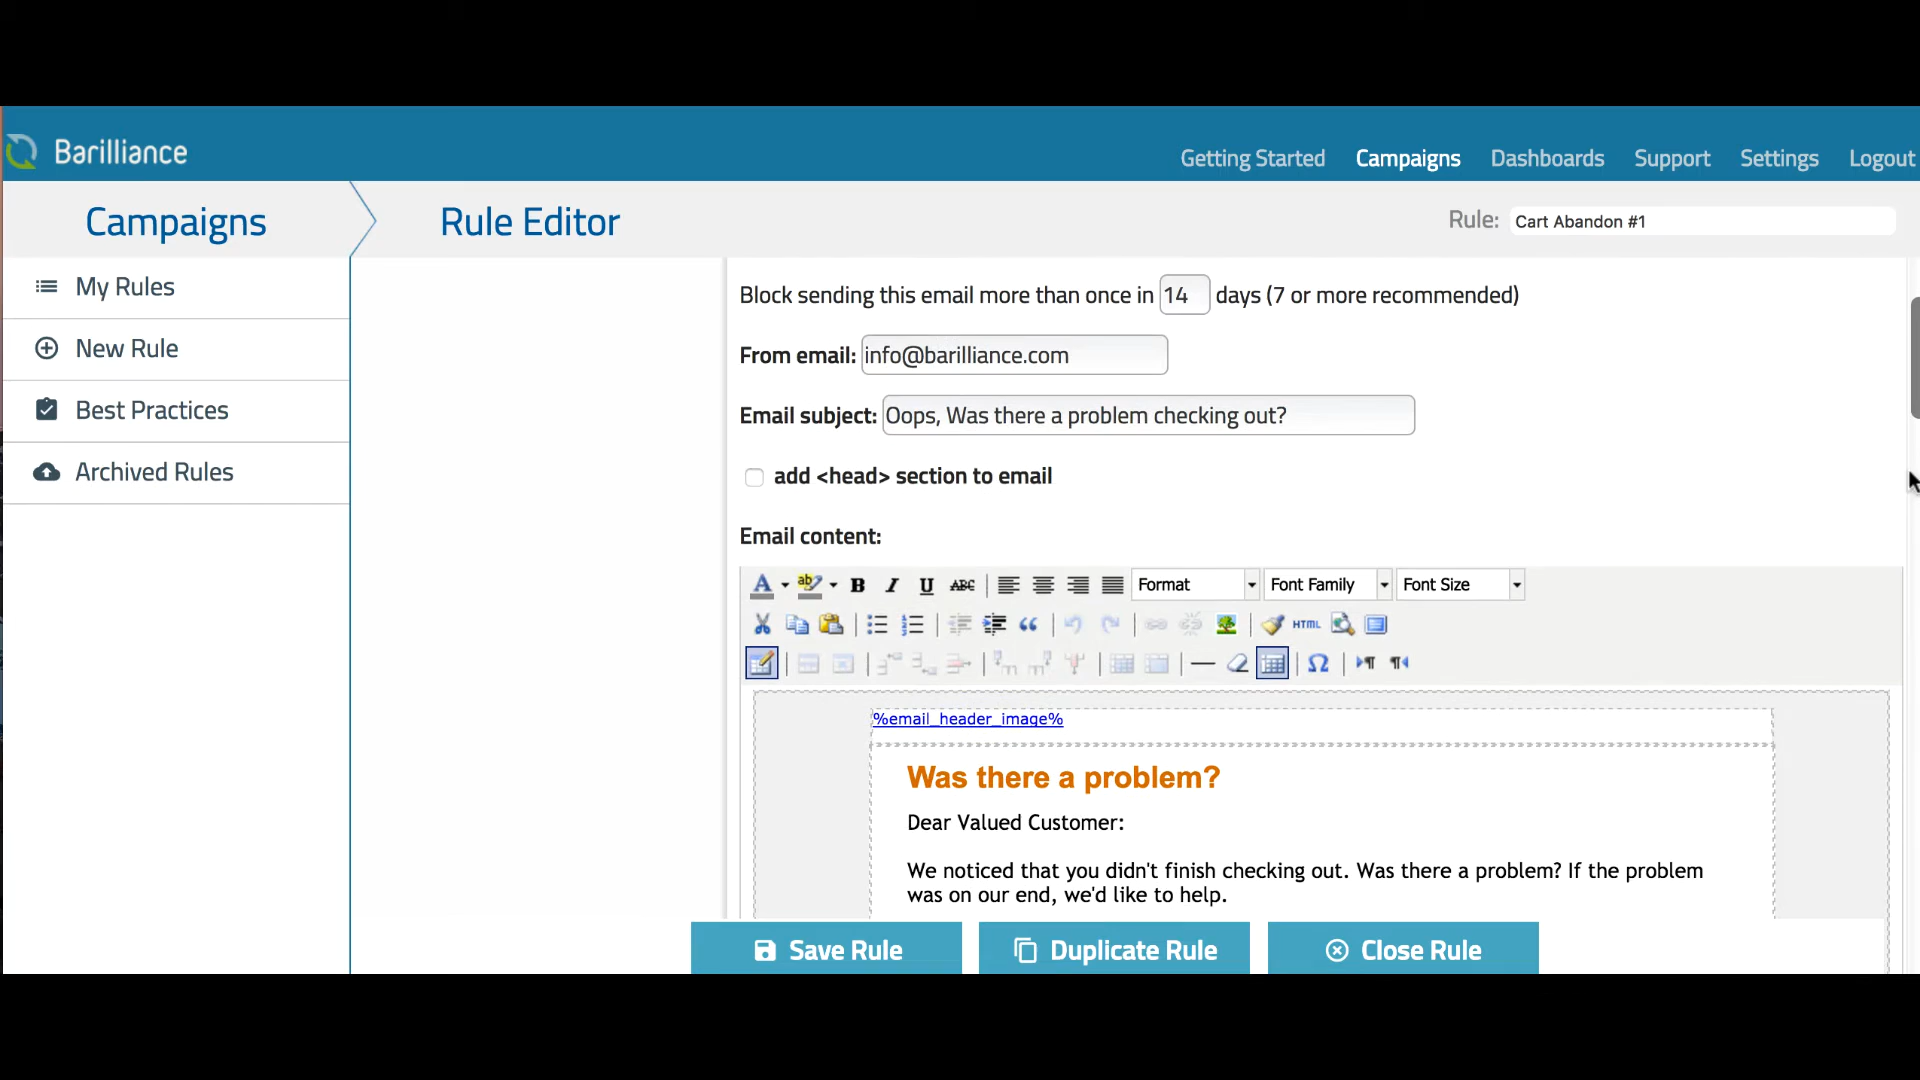 Barilliance
Getting Started Campaigns Dashboards Support Settings Logout
Campaigns Rule Editor Rule: Cart Abandon #1
My Rules
New Rule
Best Practices
Archived Rules
Block sending this email more than once in 14 days (7 or more recommended)
From email: info@barilliance.com
Email subject: Oops, Was there a problem checking out?
add <head> section to email
Email content:
A ab B I U ABC Format Font Family Font Size
HTML
Ω
%email_header_image%
Was there a problem?
Dear Valued Customer:
We noticed that you didn't finish checking out. Was there a problem? If the problem
was on our end, we'd like to help.
Save Rule Duplicate Rule Close Rule